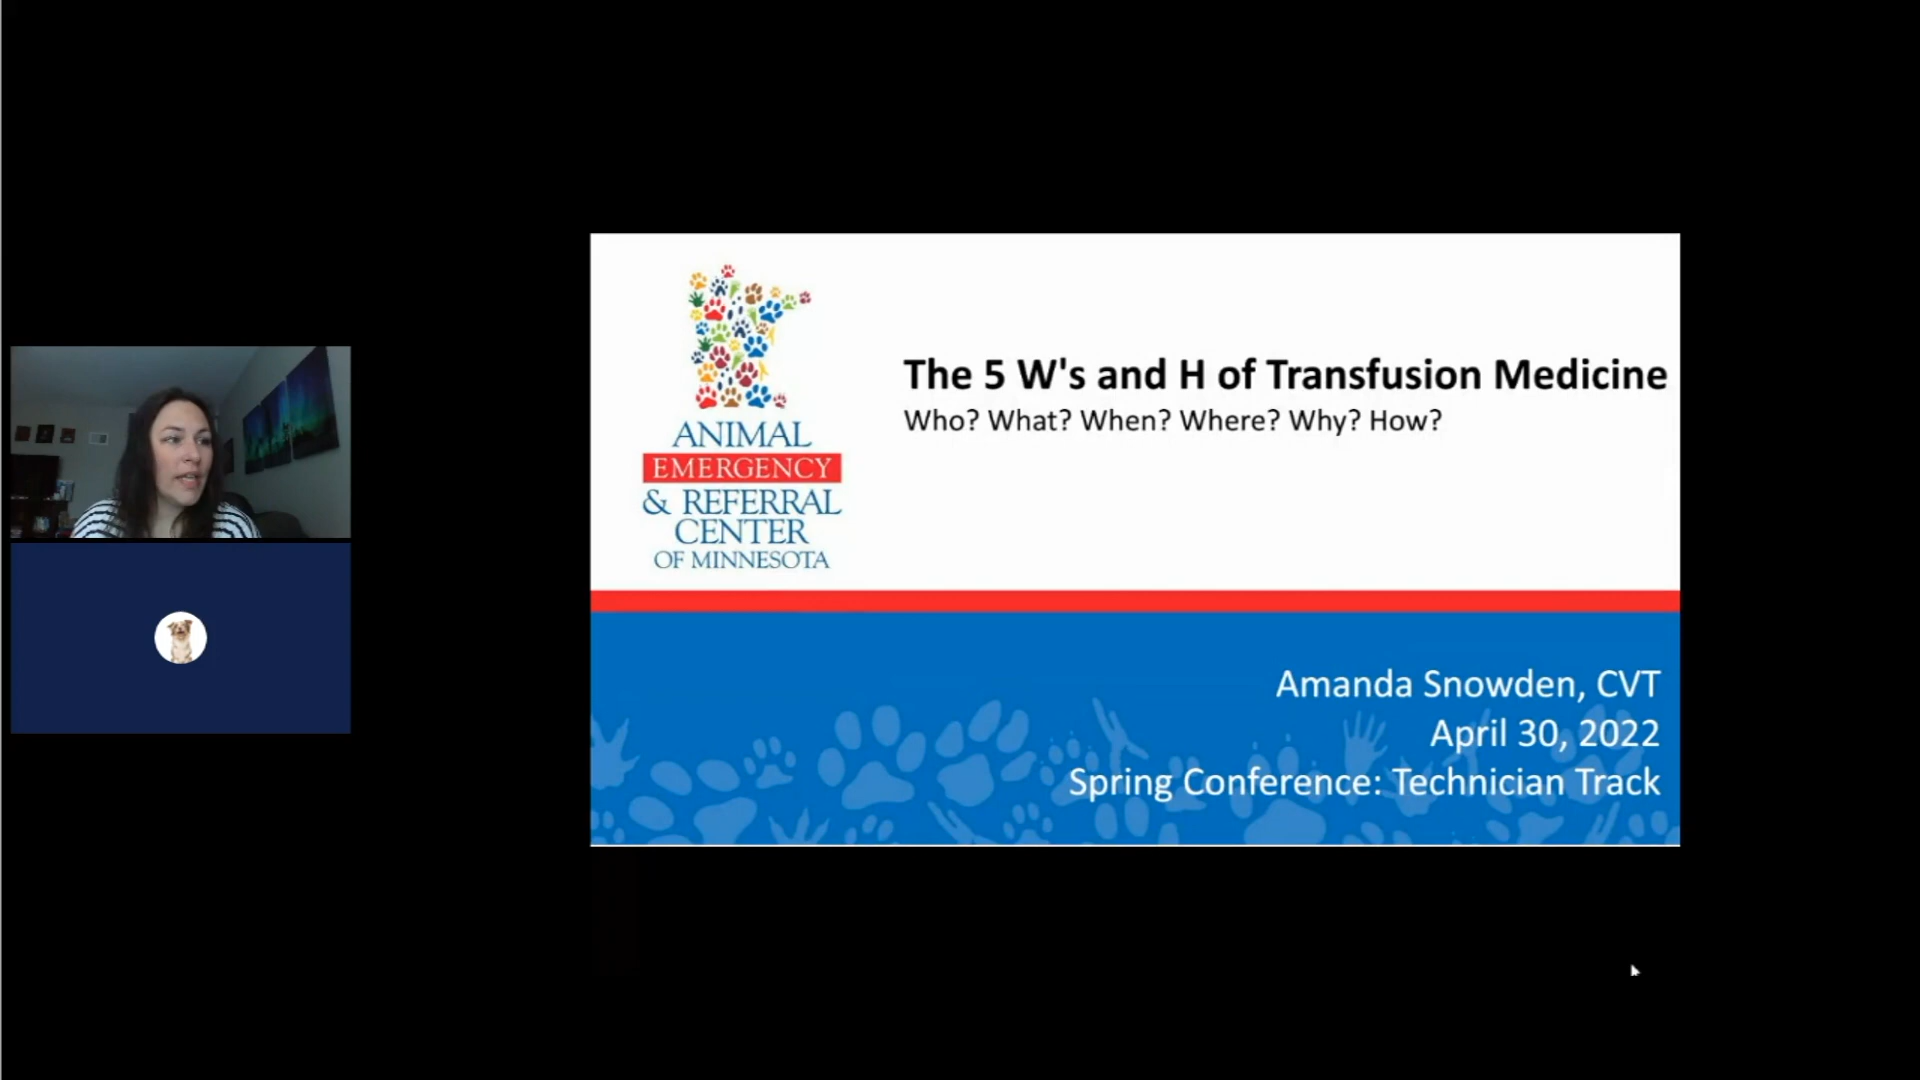 The 5 W's and H of Transfusion Medicine
Who? What? When? Where? Why? How?
ANIMAL
EMERGENCY
& REFERRAL
CENTER
OF MINNESOTA
Amanda Snowden, CVT
April 30, 2022
Spring Conference: Technician Track